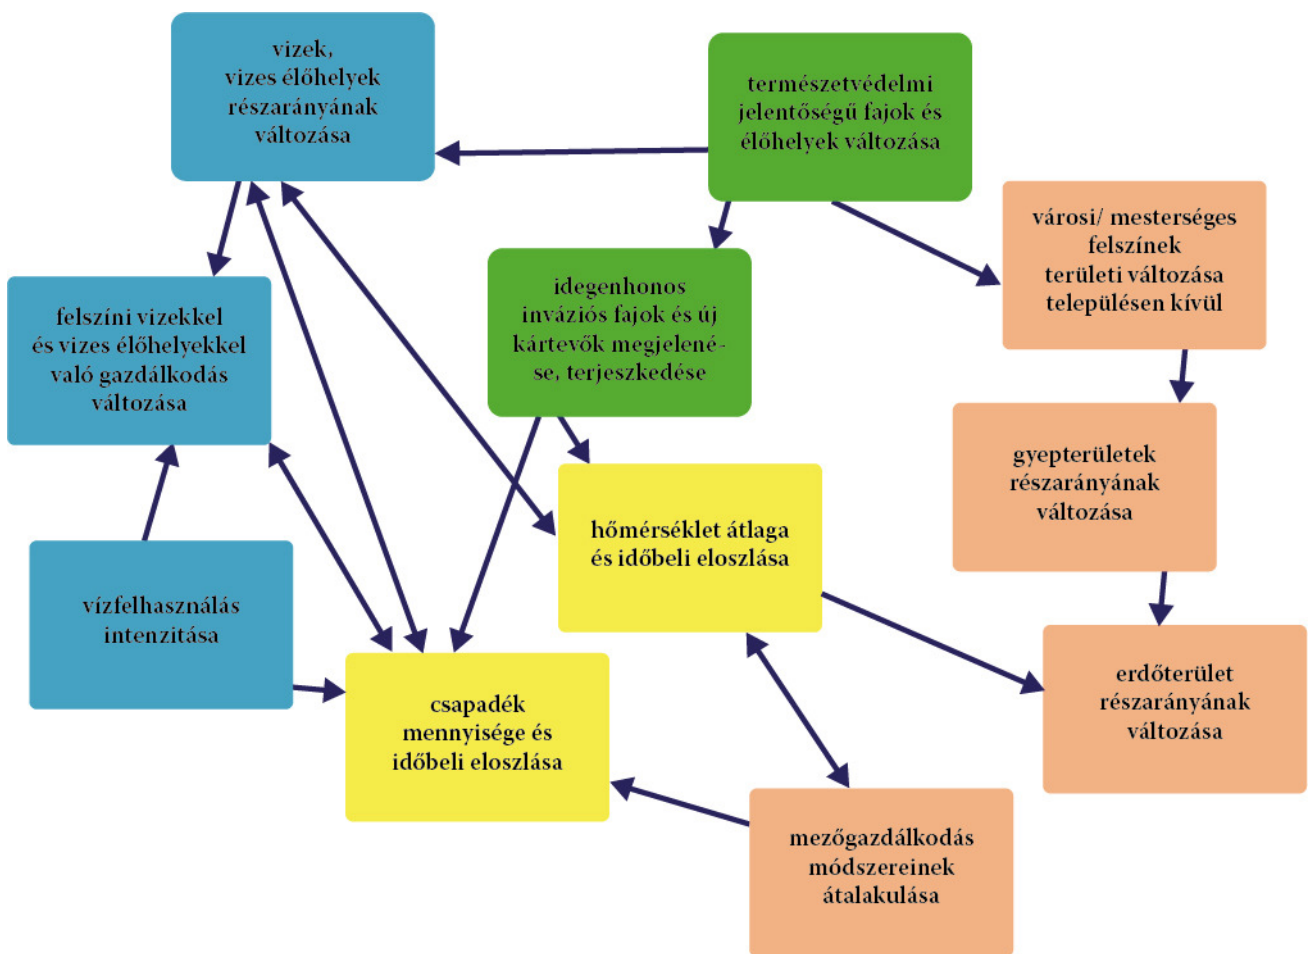 vizek,
vizes élőhelyek
részarányának
változása
természetvédelmi
jelentőségű fajok és
élőhelyek változása
városi/ mesterséges
felszínek
területi változása
településen kívül
idegenhonos
inváziós fajok és új
kártevők megjelené-
se, terjeszkedése
felszíni vizekkel
és vizes élőhelyekkel
való gazdálkodás
változása
gyepterületek
részarányának
változása
hőmérséklet átlaga
és időbeli eloszlása
vízfelhasználás
intenzitása
erdőterület
részarányának
változása
csapadék
mennyisége és
időbeli eloszlása
mezőgazdálkodás
módszereinek
átalakulása